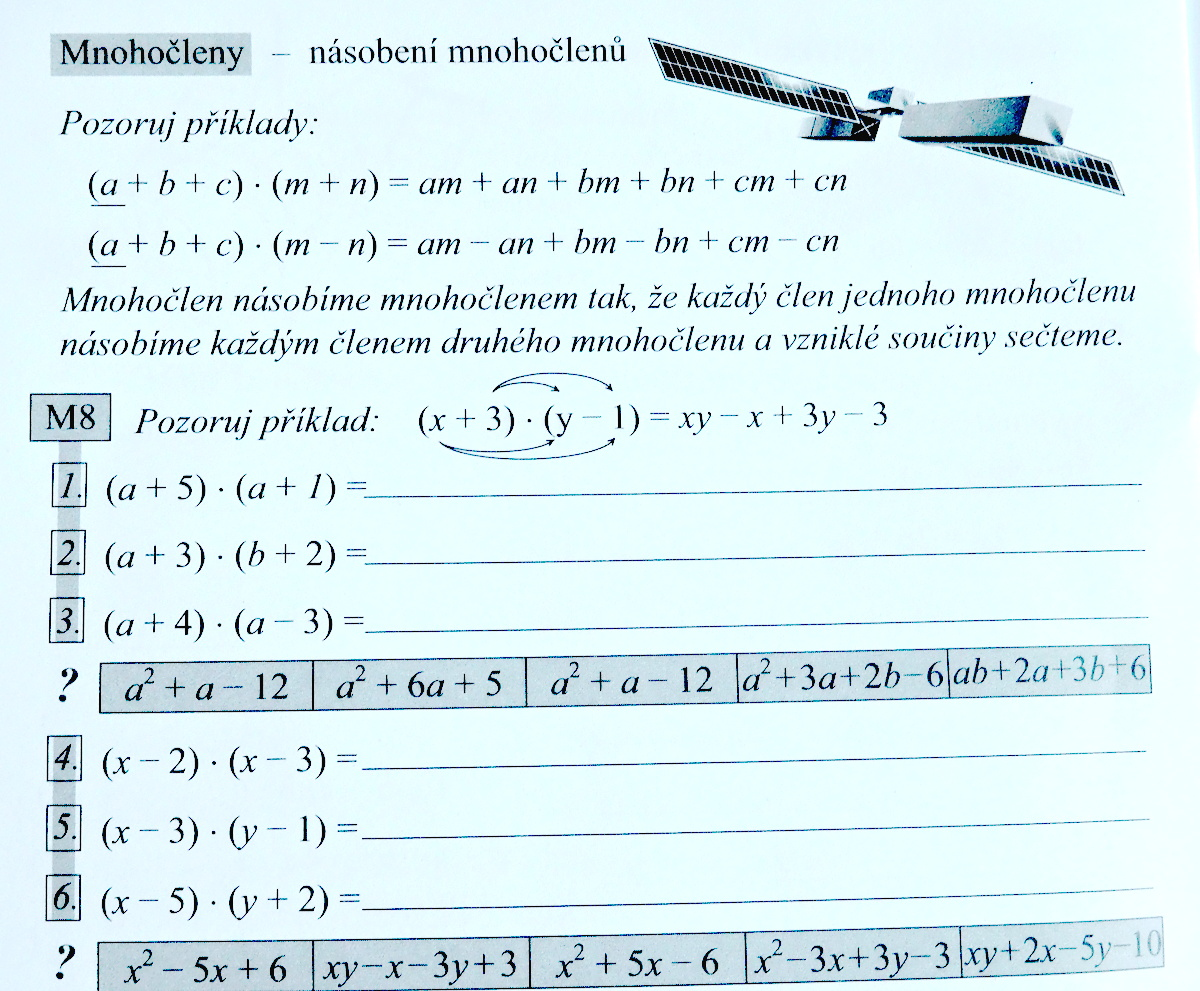 Mnohočleny – násobení mnohočlenů
Pozoruj příklady:
(a + b + c) · (m + n) = am + an + bm + bn + cm + cn
(a + b + c) · (m − n) = am − an + bm − bn + cm − cn
Mnohočlen násobíme mnohočlenem tak, že každý člen jednoho mnohočlenu
násobíme každým členem druhého mnohočlenu a vzniklé součiny sečteme.
M8 Pozoruj příklad: (x + 3) · (y − 1) = xy − x + 3y − 3
1. (a + 5) · (a + 1) =
2. (a + 3) · (b + 2) =
3. (a + 4) · (a − 3) =
? a² + a − 12 a² + 6a + 5 a² + a − 12 a²+3a+2b−6 ab+2a+3b+6
4. (x − 2) · (x − 3) =
5. (x − 3) · (y − 1) =
6. (x − 5) · (y + 2) =
? x² − 5x + 6 xy−x−3y+3 x² + 5x − 6 x²−3x+3y−3 xy+2x−5y−10